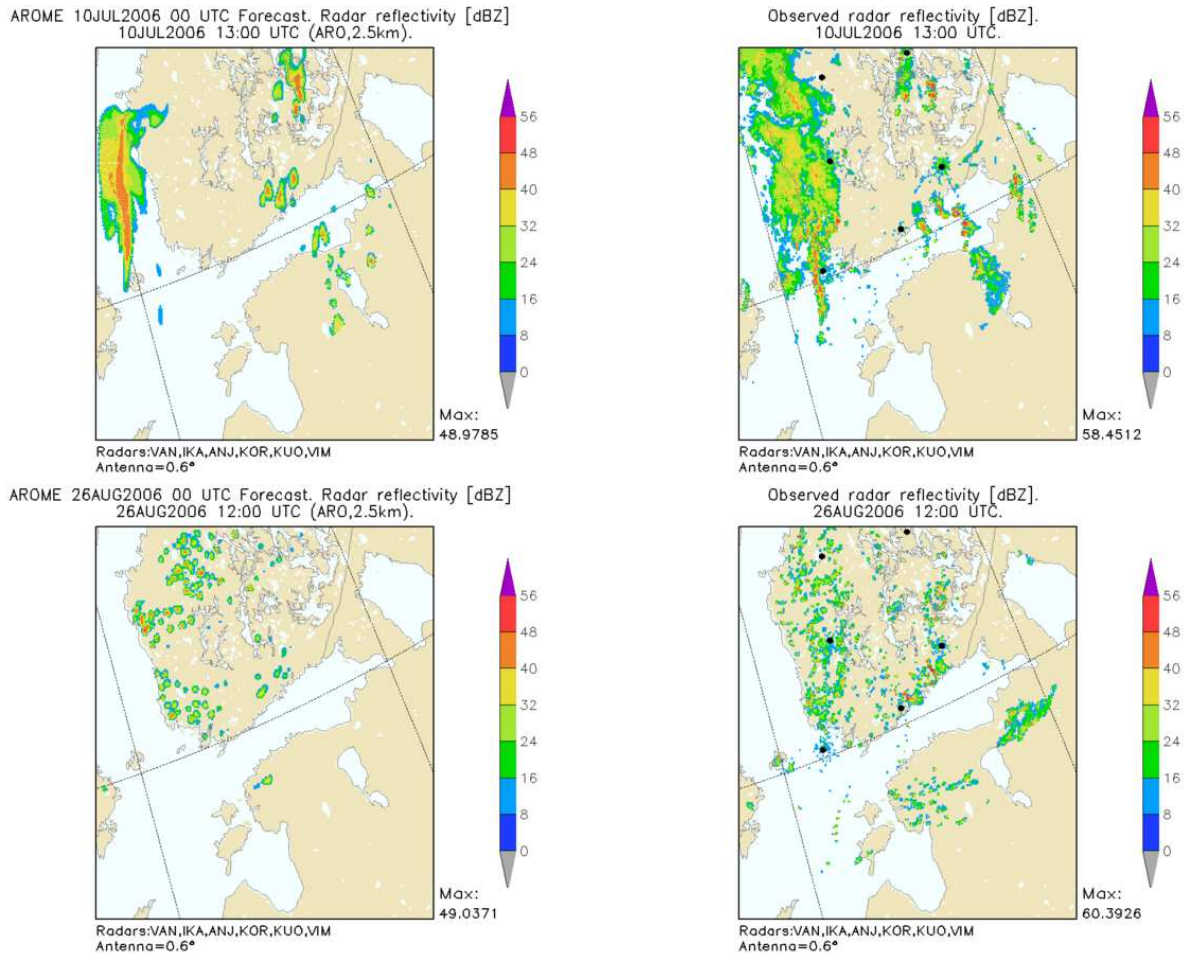 AROME 10JUL2006 00 UTC Forecast. Radar reflectivity [dBZ]
10JUL2006 13:00 UTC (ARO,2.5km).
56
48
40
32
24
16
8
0
Max:
48.9785
Radars:VAN,IKA,ANJ,KOR,KUO,VIM
Antenna=0.6°
Observed radar reflectivity [dBZ].
10JUL2006 13:00 UTC.
56
48
40
32
24
16
8
0
Max:
58.4512
Radars:VAN,IKA,ANJ,KOR,KUO,VIM
Antenna=0.6°
AROME 26AUG2006 00 UTC Forecast. Radar reflectivity [dBZ]
26AUG2006 12:00 UTC (ARO,2.5km).
56
48
40
32
24
16
8
0
Max:
49.0371
Radars:VAN,IKA,ANJ,KOR,KUO,VIM
Antenna=0.6°
Observed radar reflectivity [dBZ].
26AUG2006 12:00 UTC.
56
48
40
32
24
16
8
0
Max:
60.3926
Radars:VAN,IKA,ANJ,KOR,KUO,VIM
Antenna=0.6°